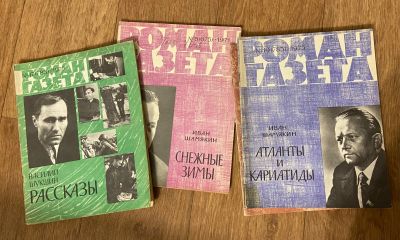 РОМАН
ГАЗЕТА
ВАСИЛИЙ
ШУКШИН
РАССКАЗЫ
РОМАН
ГАЗЕТА
ИВАН
ШАМЯКИН
СНЕЖНЫЕ
ЗИМЫ
РОМАН
ГАЗЕТА
ИВАН
ШАМЯКИН
АТЛАНТЫ
И
КАРИАТИДЫ